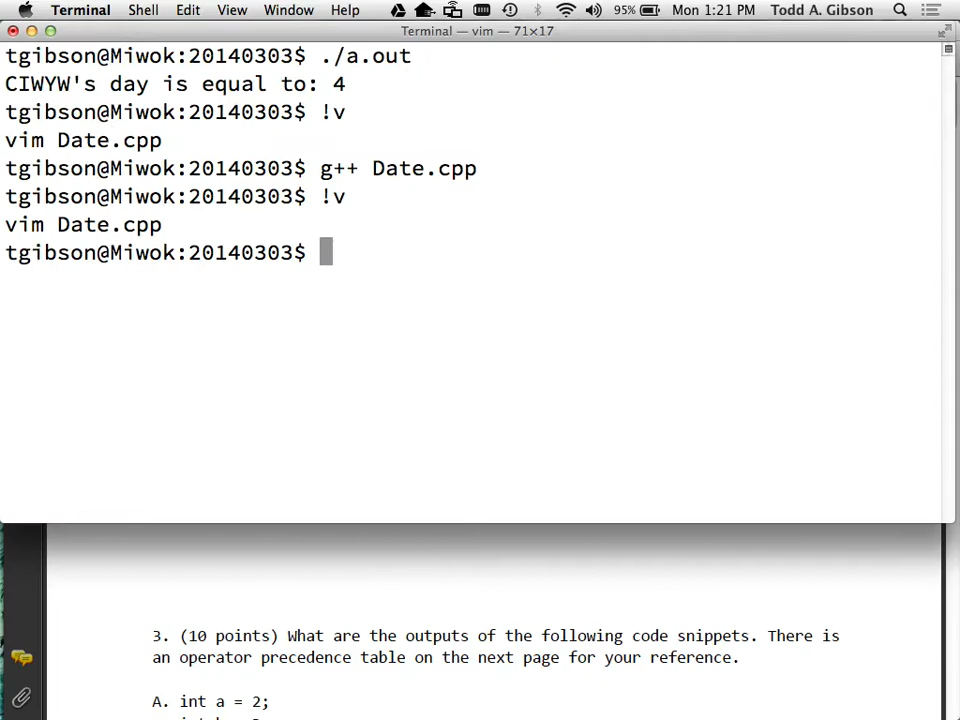 Terminal Shell Edit View Window Help 95% Mon 1:21 PM Todd A. Gibson
Terminal — vim — 71×17
tgibson@Miwok:20140303$ ./a.out
CIWYW's day is equal to: 4
tgibson@Miwok:20140303$ !v
vim Date.cpp
tgibson@Miwok:20140303$ g++ Date.cpp
tgibson@Miwok:20140303$ !v
vim Date.cpp
tgibson@Miwok:20140303$
3. (10 points) What are the outputs of the following code snippets. There is
an operator precedence table on the next page for your reference.
A. int a = 2;